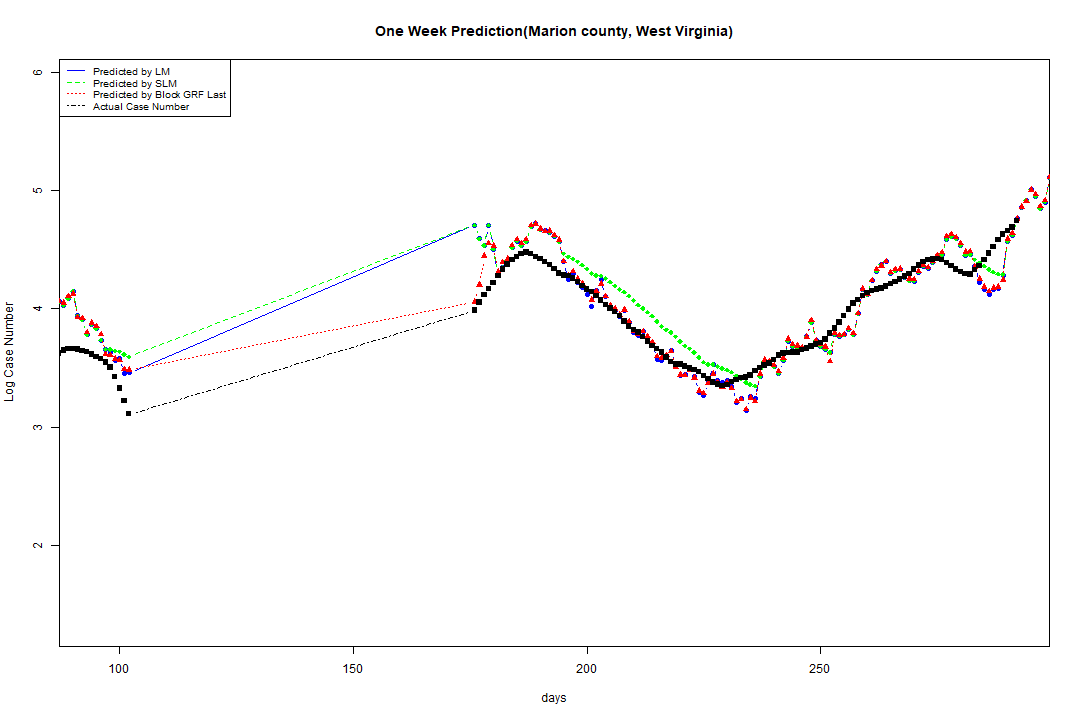 One Week Prediction(Marion county, West Virginia)
Predicted by LM
Predicted by SLM
Predicted by Block GRF Last
Actual Case Number
6
5
4
3
2
Log Case Number
100
150
200
250
days